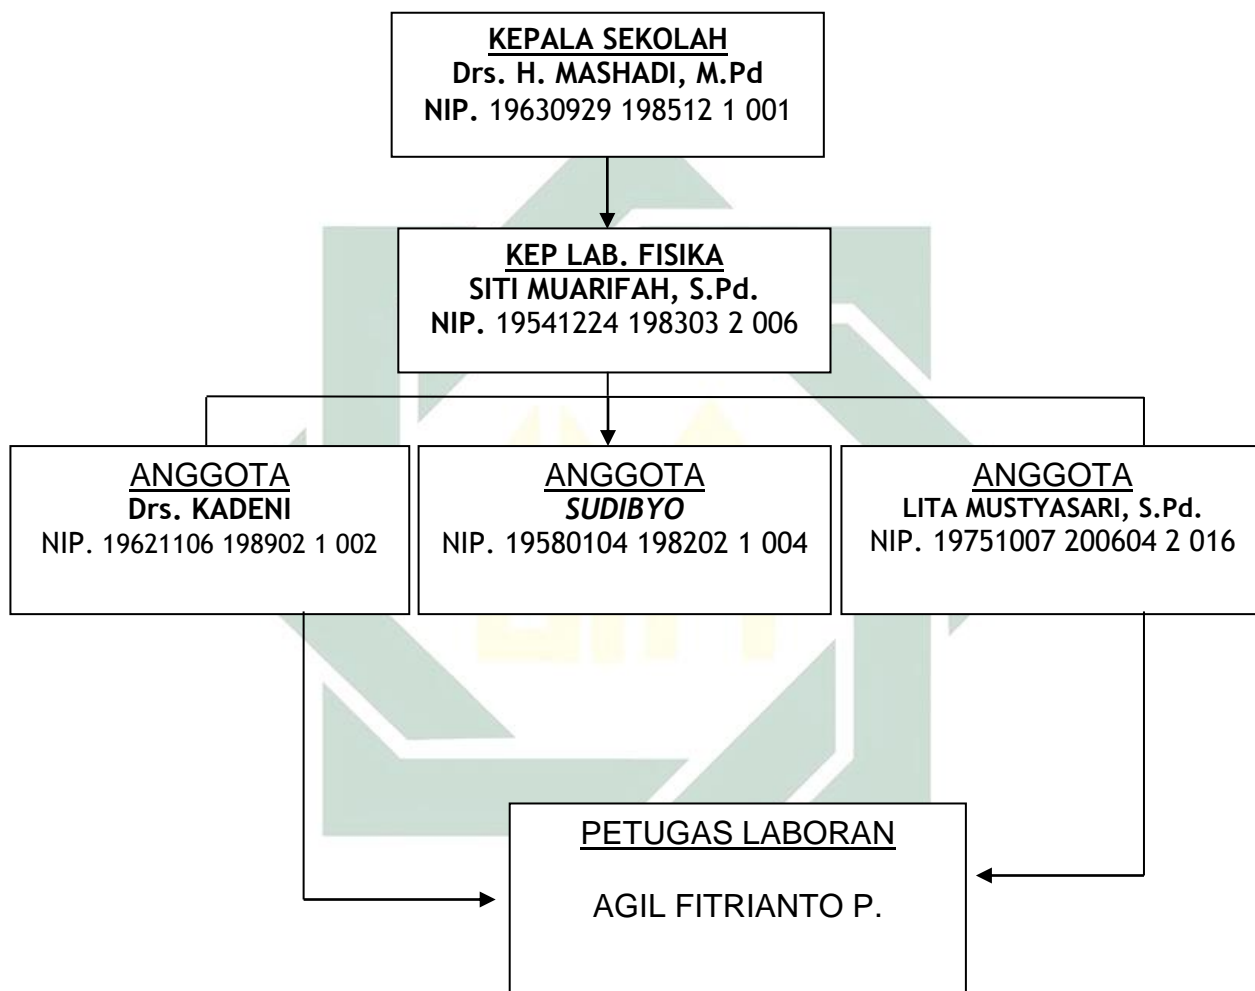 KEPALA SEKOLAH
Drs. H. MASHADI, M.Pd
NIP. 19630929 198512 1 001
KEP LAB. FISIKA
SITI MUARIFAH, S.Pd.
NIP. 19541224 198303 2 006
ANGGOTA
Drs. KADENI
NIP. 19621106 198902 1 002
ANGGOTA
SUDIBYO
NIP. 19580104 198202 1 004
ANGGOTA
LITA MUSTYASARI, S.Pd.
NIP. 19751007 200604 2 016
PETUGAS LABORAN
AGIL FITRIANTO P.